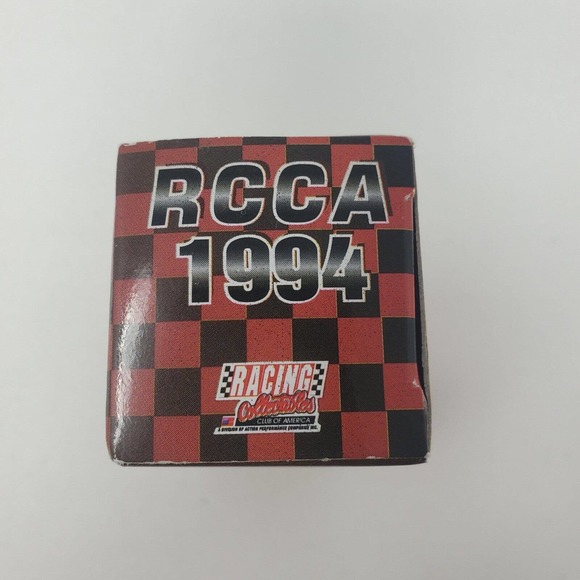 RCCA
1994
RACING
Collectables
CLUB OF AMERICA
A DIVISION OF ACTION PERFORMANCE COMPANIES INC.